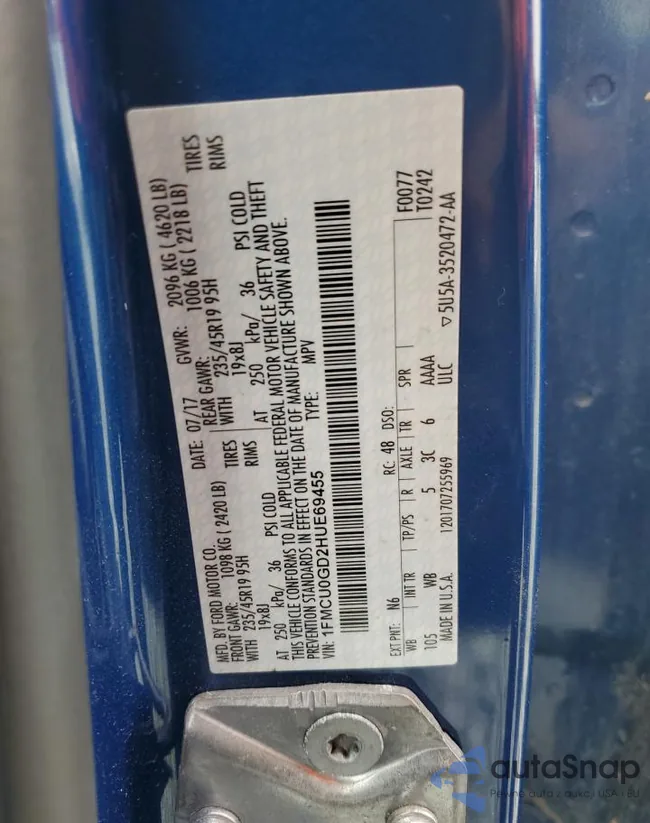 MFD. BY FORD MOTOR CO. DATE: 07/17 GVWR: 2096 KG ( 4620 LB)
FRONT GAWR: 1098 KG ( 2420 LB) REAR GAWR: 1006 KG ( 2218 LB)
WITH 235/45R19 95H TIRES WITH 235/45R19 95H TIRES
19x8J RIMS 19x8J RIMS
AT 250 kPa/ 36 PSI COLD AT 250 kPa/ 36 PSI COLD
THIS VEHICLE CONFORMS TO ALL APPLICABLE FEDERAL MOTOR VEHICLE SAFETY AND THEFT
PREVENTION STANDARDS IN EFFECT ON THE DATE OF MANUFACTURE SHOWN ABOVE.
VIN: 1FMCU0GD2HUE69455 TYPE: MPV
F0077
T0242
EXT PNT: N6 RC: 48 DSO:
WB INT TR TP/PS R AXLE TR SPR
105 WB 5 3C 6 AAAA
MADE IN U.S.A. 1201707255969 ULC
▽5U5A-3520472-AA
autaSnap